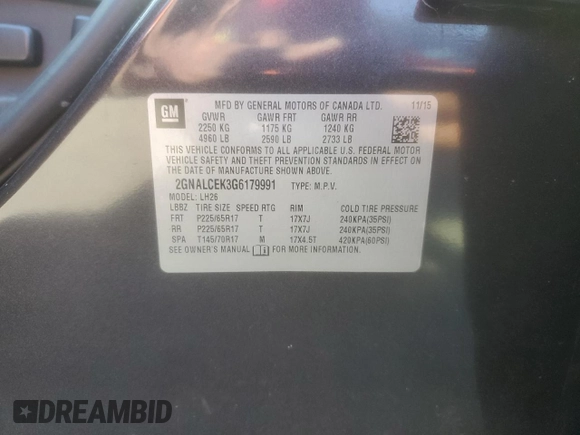 GM
MFD BY GENERAL MOTORS OF CANADA LTD. 11/15
GVWR GAWR FRT GAWR RR
2250 KG 1175 KG 1240 KG
4960 LB 2590 LB 2733 LB
THIS VEHICLE CONFORMS TO ALL APPLICABLE U.S. FEDERAL MOTOR
VEHICLE SAFETY AND THEFT PREVENTION STANDARDS IN EFFECT ON
THE DATE OF MANUFACTURE SHOWN ABOVE.
2GNALCEK3G6179991 TYPE: M.P.V.
MODEL: LH26
LBBZ TIRE SIZE SPEED RTG RIM COLD TIRE PRESSURE
FRT P225/65R17 T 17X7J 240KPA(35PSI)
RR P225/65R17 T 17X7J 240KPA(35PSI)
SPA T145/70R17 M 17X4.5T 420KPA(60PSI)
SEE OWNER'S MANUAL FOR MORE INFORMATION.
DREAMBID